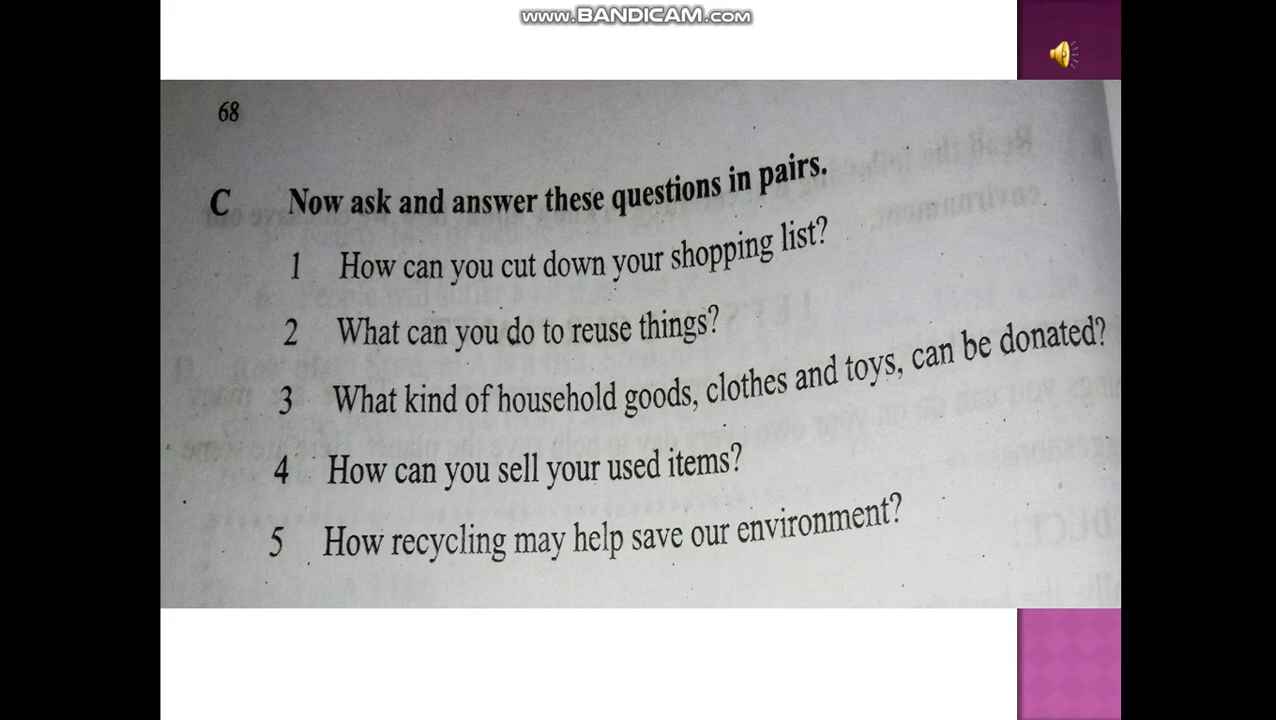 www.BANDICAM.com
68
C Now ask and answer these questions in pairs.
1 How can you cut down your shopping list?
2 What can you do to reuse things?
3 What kind of household goods, clothes and toys, can be donated?
4 How can you sell your used items?
5 How recycling may help save our environment?